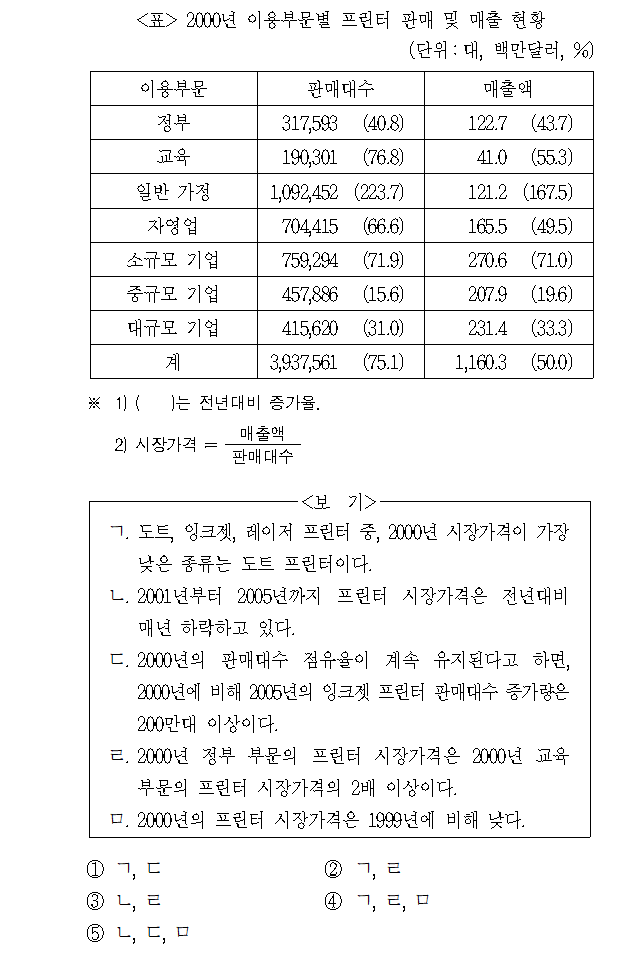 <표> 2000년 이용부문별 프린터 판매 및 매출 현황
(단위 : 대, 백만달러, %)
이용부문 판매대수 매출액
정부 317,593 (40.8) 122.7 (43.7)
교육 190,301 (76.8) 41.0 (55.3)
일반 가정 1,092,452 (223.7) 121.2 (167.5)
자영업 704,415 (66.6) 165.5 (49.5)
소규모 기업 759,294 (71.9) 270.6 (71.0)
중규모 기업 457,886 (15.6) 207.9 (19.6)
대규모 기업 415,620 (31.0) 231.4 (33.3)
계 3,937,561 (75.1) 1,160.3 (50.0)
※ 1) ( )는 전년대비 증가율.
2) 시장가격 = 매출액
판매대수
<보 기>
ㄱ. 도트, 잉크젯, 레이저 프린터 중, 2000년 시장가격이 가장
낮은 종류는 도트 프린터이다.
ㄴ. 2001년부터 2005년까지 프린터 시장가격은 전년대비
매년 하락하고 있다.
ㄷ. 2000년의 판매대수 점유율이 계속 유지된다고 하면,
2000년에 비해 2005년의 잉크젯 프린터 판매대수 증가량은
200만대 이상이다.
ㄹ. 2000년 정부 부문의 프린터 시장가격은 2000년 교육
부문의 프린터 시장가격의 2배 이상이다.
ㅁ. 2000년의 프린터 시장가격은 1999년에 비해 낮다.
① ㄱ, ㄷ ② ㄱ, ㄹ
③ ㄴ, ㄹ ④ ㄱ, ㄹ, ㅁ
⑤ ㄴ, ㄷ, ㅁ